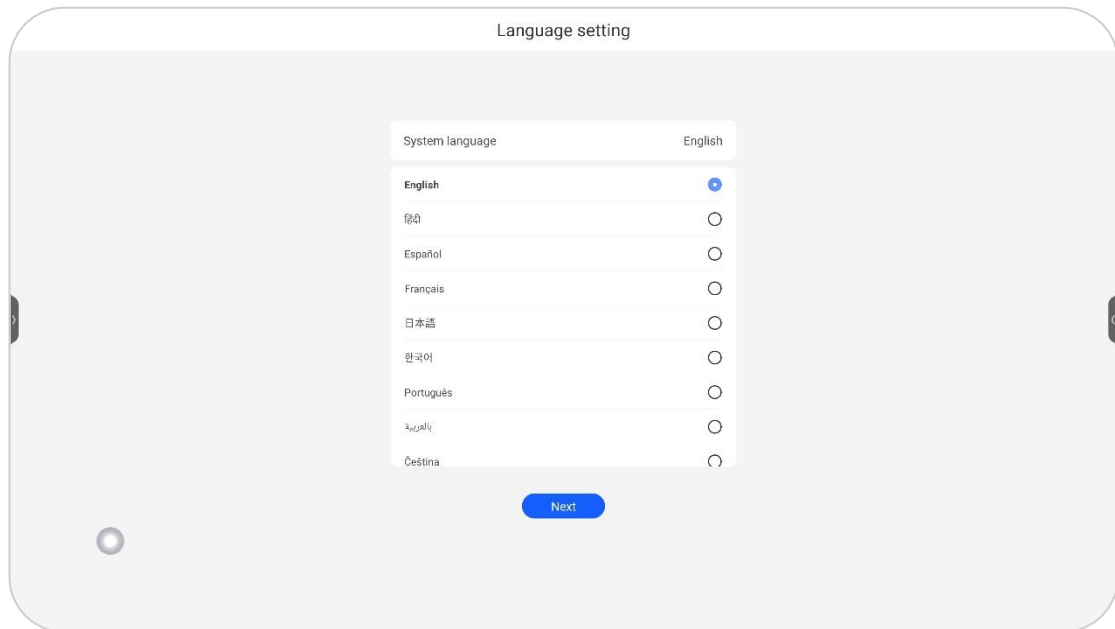 Language setting
System language English
English
हिंदी
Español
Français
日本語
한국어
Português
بالعربية
Čeština
Next